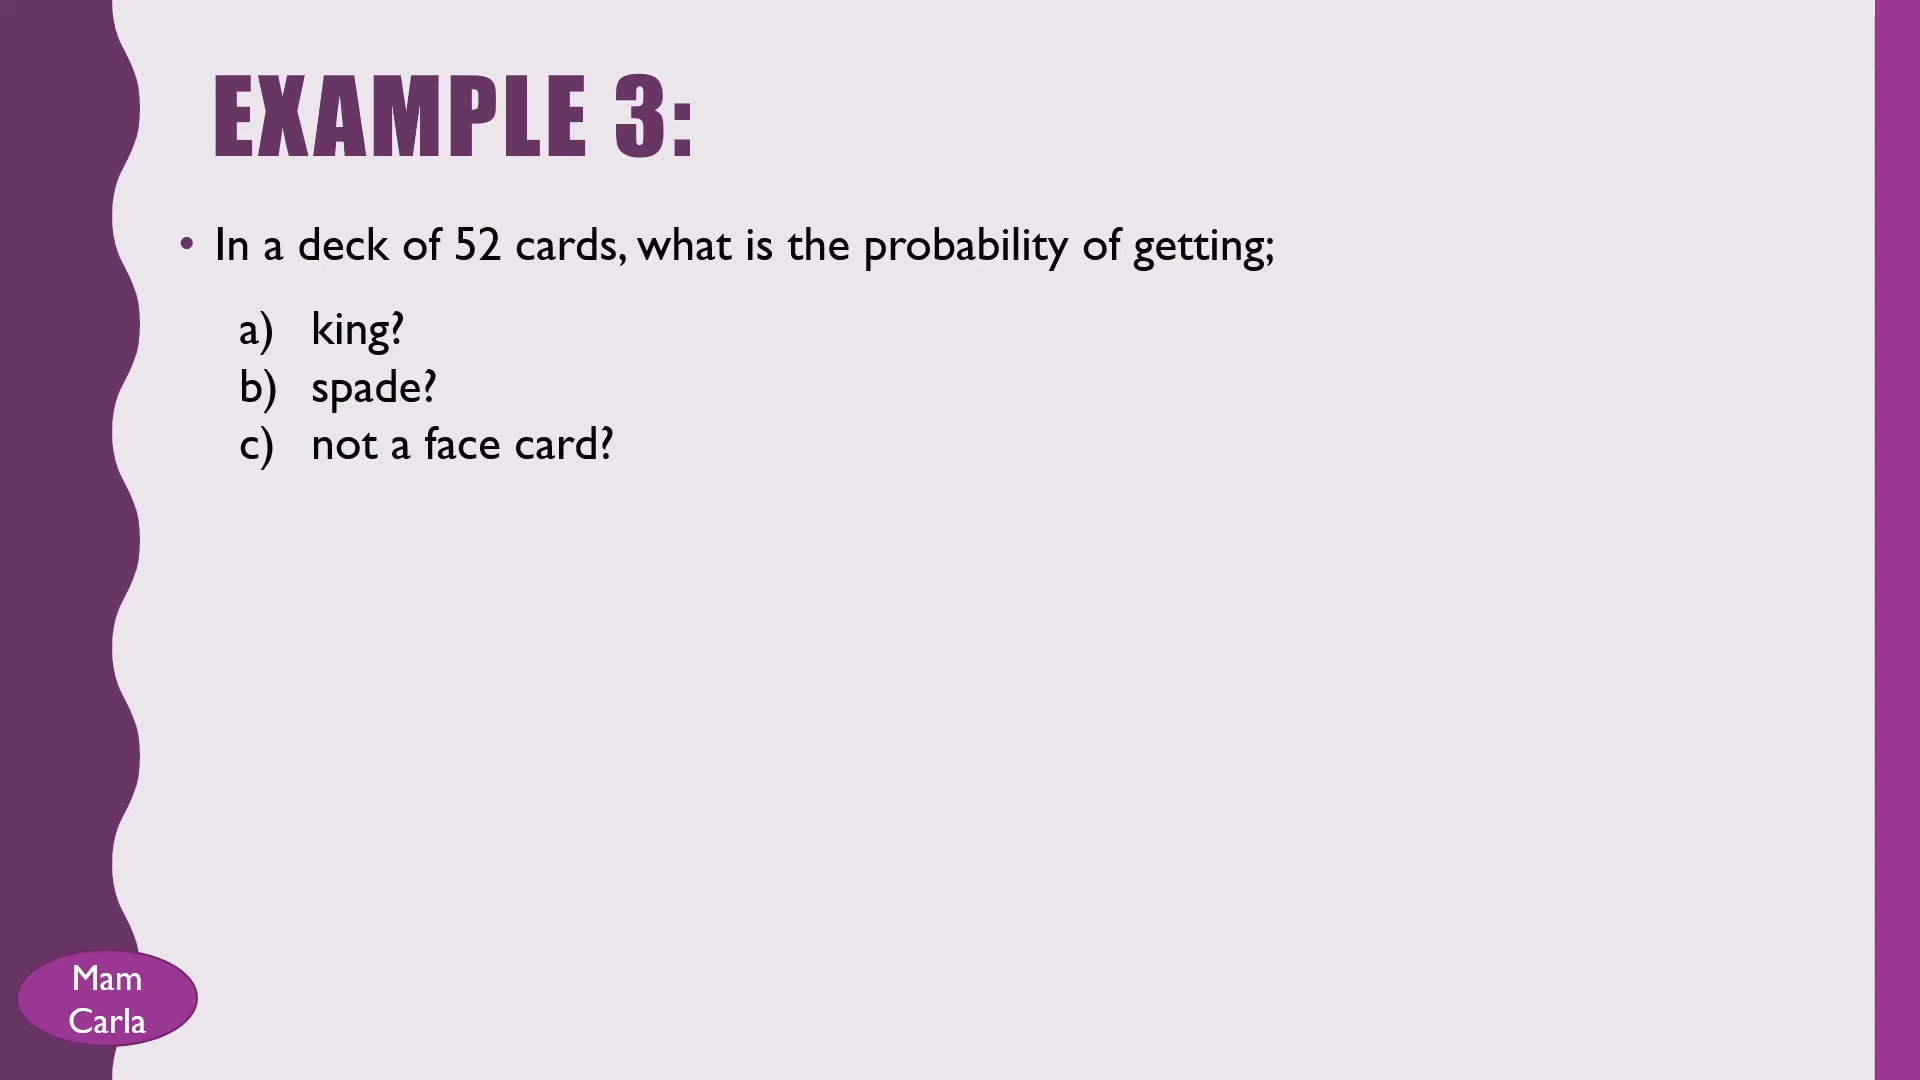 EXAMPLE 3:
• In a deck of 52 cards, what is the probability of getting;
a) king?
b) spade?
c) not a face card?
Mam
Carla